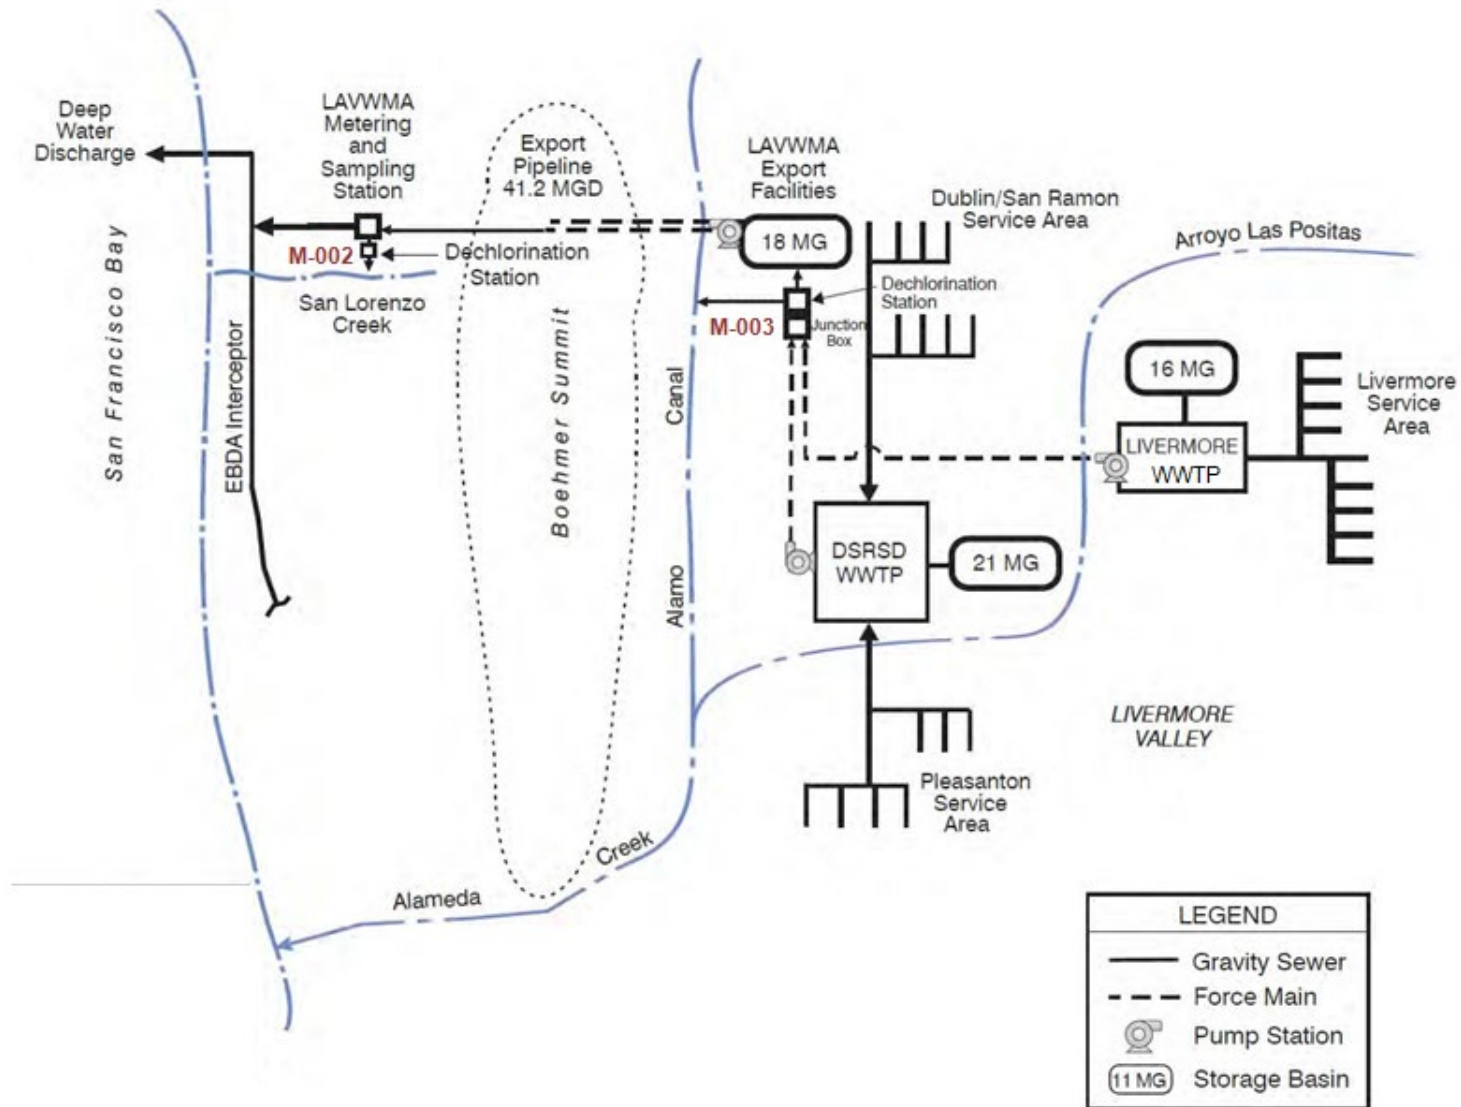 Deep
Water
Discharge
LAVWMA
Metering
and
Sampling
Station
Export
Pipeline
41.2 MGD
LAVWMA
Export
Facilities
Dublin/San Ramon
Service Area
Arroyo Las Positas
18 MG
M-002
Dechlorination
Station
San Lorenzo
Creek
Dechlorination
Station
M-003
Junction
Box
San Francisco Bay
EBDA Interceptor
Boehmer Summit
Canal
Alamo
16 MG
LIVERMORE
WWTP
Livermore
Service
Area
DSRSD
WWTP
21 MG
LIVERMORE
VALLEY
Pleasanton
Service
Area
Creek
Alameda
LEGEND
Gravity Sewer
Force Main
Pump Station
11 MG Storage Basin